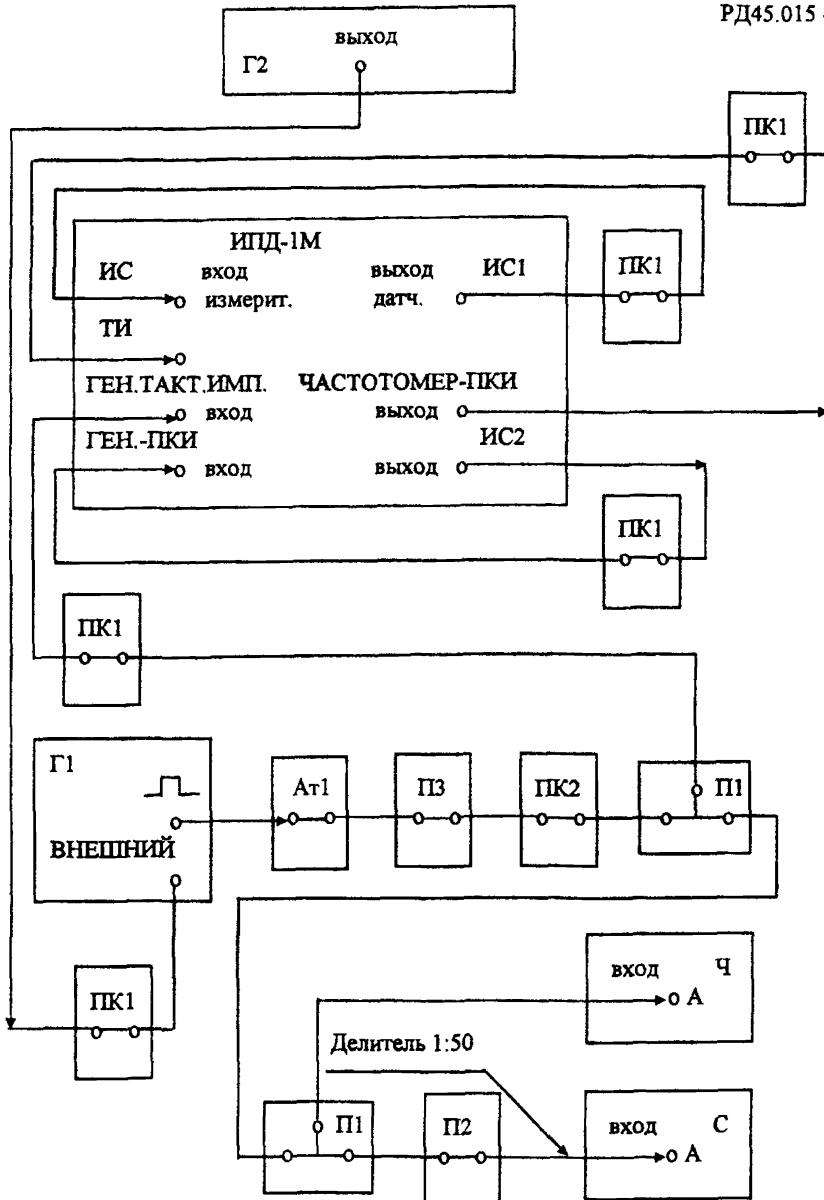 РД45.015
выход
Г2
ПК1
ИПД-1М
ИС вход выход ИС1
измерит. датч.
ПК1
ТИ
ГЕН.ТАКТ.ИМП. ЧАСТОТОМЕР-ПКИ
вход выход
ГЕН.-ПКИ ИС2
вход выход
ПК1
ПК1
Г1
Ат1 П3 ПК2 П1
ВНЕШНИЙ
вход Ч
А
ПК1
Делитель 1:50
П1 П2 вход С
А